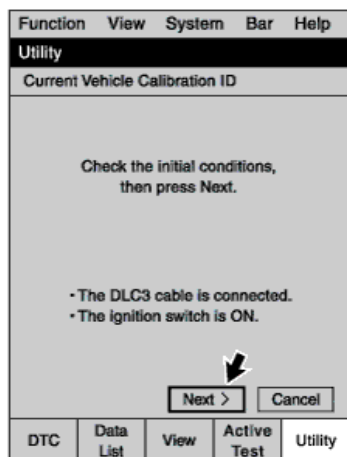 Function View System Bar Help
Utility
Current Vehicle Calibration ID
Check the initial conditions,
then press Next.
• The DLC3 cable is connected.
• The ignition switch is ON.
Next > Cancel
DTC Data List View Active Test Utility